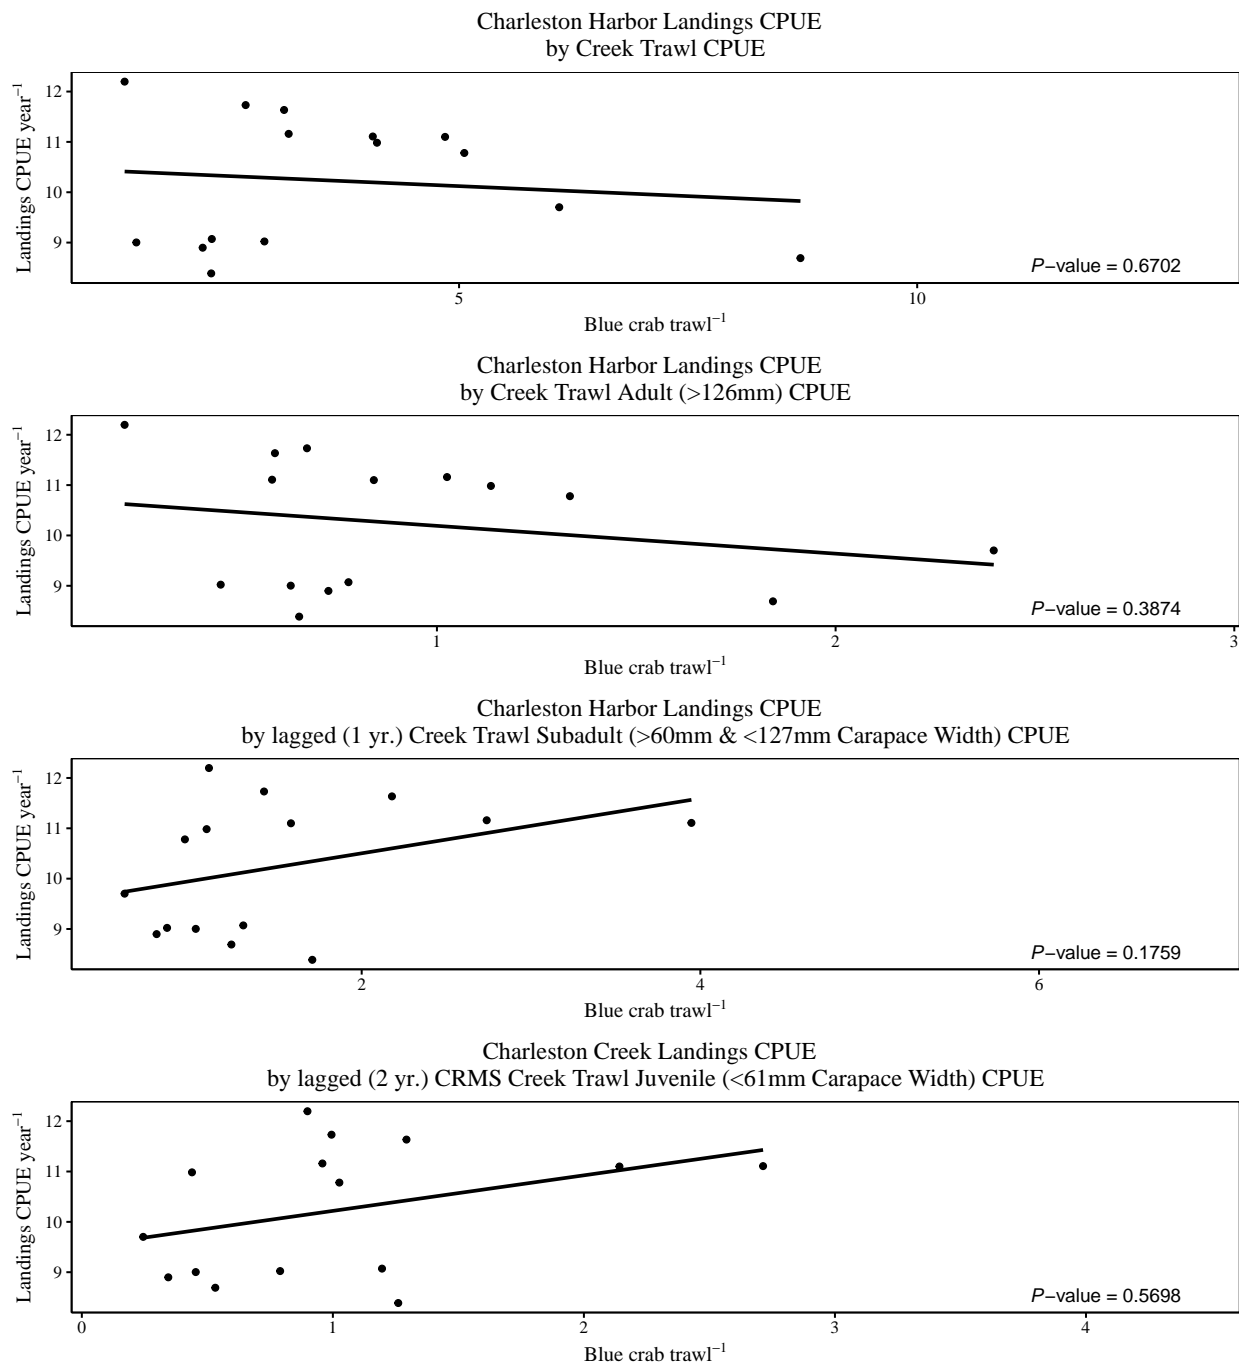 Charleston Harbor Landings CPUE
by Creek Trawl CPUE
Landings CPUE year⁻¹
12
11
10
9
5 10
P−value = 0.6702
Blue crab trawl⁻¹
Charleston Harbor Landings CPUE
by Creek Trawl Adult (>126mm) CPUE
Landings CPUE year⁻¹
12
11
10
9
1 2 3
P−value = 0.3874
Blue crab trawl⁻¹
Charleston Harbor Landings CPUE
by lagged (1 yr.) Creek Trawl Subadult (>60mm & <127mm Carapace Width) CPUE
Landings CPUE year⁻¹
12
11
10
9
2 4 6
P−value = 0.1759
Blue crab trawl⁻¹
Charleston Creek Landings CPUE
by lagged (2 yr.) CRMS Creek Trawl Juvenile (<61mm Carapace Width) CPUE
Landings CPUE year⁻¹
12
11
10
9
0 1 2 3 4
P−value = 0.5698
Blue crab trawl⁻¹